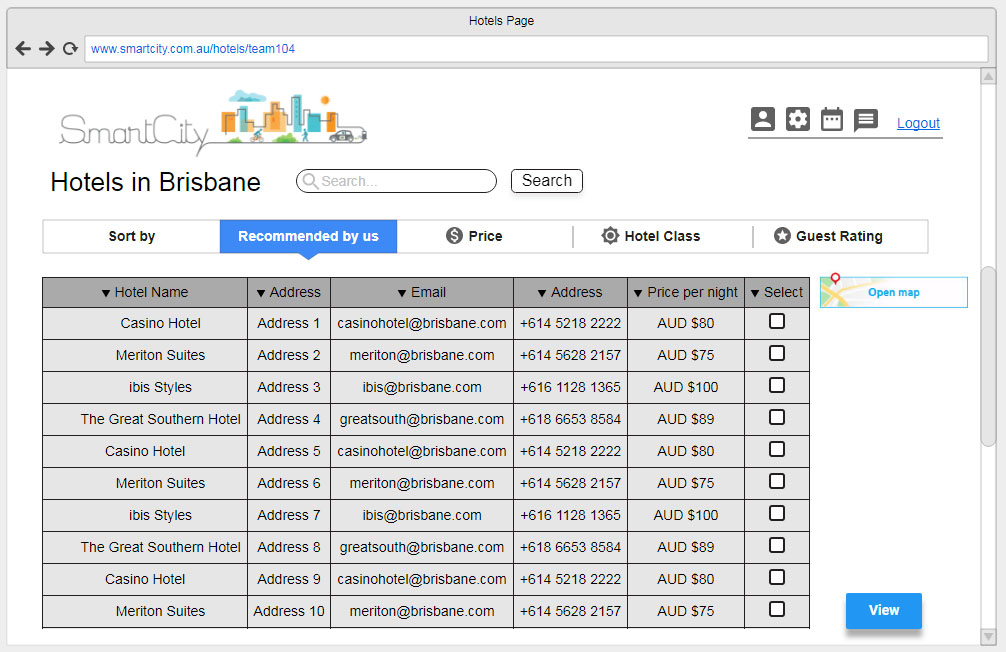 Hotels Page
www.smartcity.com.au/hotels/team104
SmartCity
Logout
Hotels in Brisbane Search... Search
Sort by Recommended by us Price Hotel Class Guest Rating
Hotel Name Address Email Address Price per night Select
Open map
Casino Hotel Address 1 casinohotel@brisbane.com +614 5218 2222 AUD $80
Meriton Suites Address 2 meriton@brisbane.com +614 5628 2157 AUD $75
ibis Styles Address 3 ibis@brisbane.com +616 1128 1365 AUD $100
The Great Southern Hotel Address 4 greatsouth@brisbane.com +618 6653 8584 AUD $89
Casino Hotel Address 5 casinohotel@brisbane.com +614 5218 2222 AUD $80
Meriton Suites Address 6 meriton@brisbane.com +614 5628 2157 AUD $75
ibis Styles Address 7 ibis@brisbane.com +616 1128 1365 AUD $100
The Great Southern Hotel Address 8 greatsouth@brisbane.com +618 6653 8584 AUD $89
Casino Hotel Address 9 casinohotel@brisbane.com +614 5218 2222 AUD $80
Meriton Suites Address 10 meriton@brisbane.com +614 5628 2157 AUD $75
View